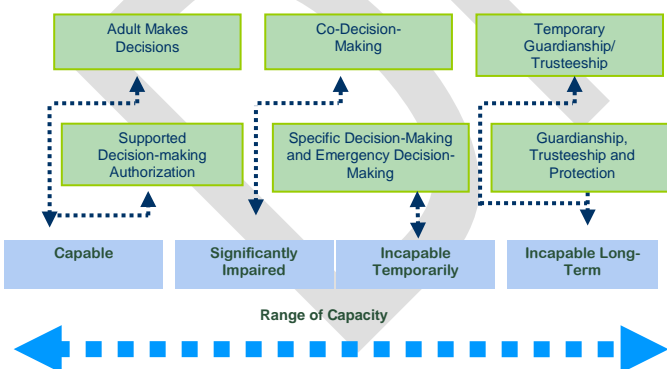 Adult Makes
Decisions
Co-Decision-
Making
Temporary
Guardianship/
Trusteeship
Supported
Decision-making
Authorization
Specific Decision-Making
and Emergency Decision-
Making
Guardianship,
Trusteeship and
Protection
Capable
Significantly
Impaired
Incapable
Temporarily
Incapable Long-
Term
Range of Capacity